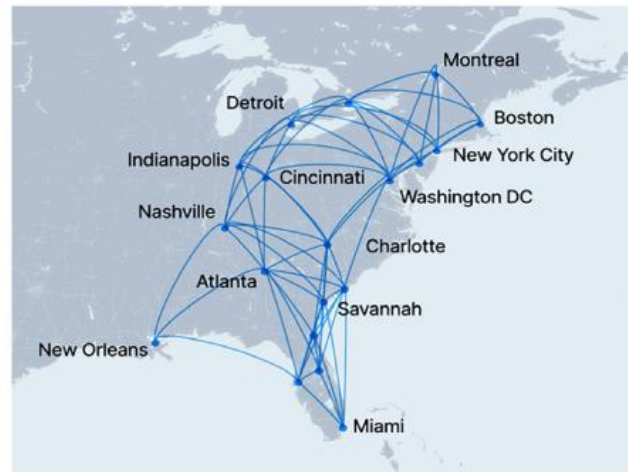 Montreal
Detroit
Boston
Indianapolis
New York City
Cincinnati
Washington DC
Nashville
Charlotte
Atlanta
Savannah
New Orleans
Miami